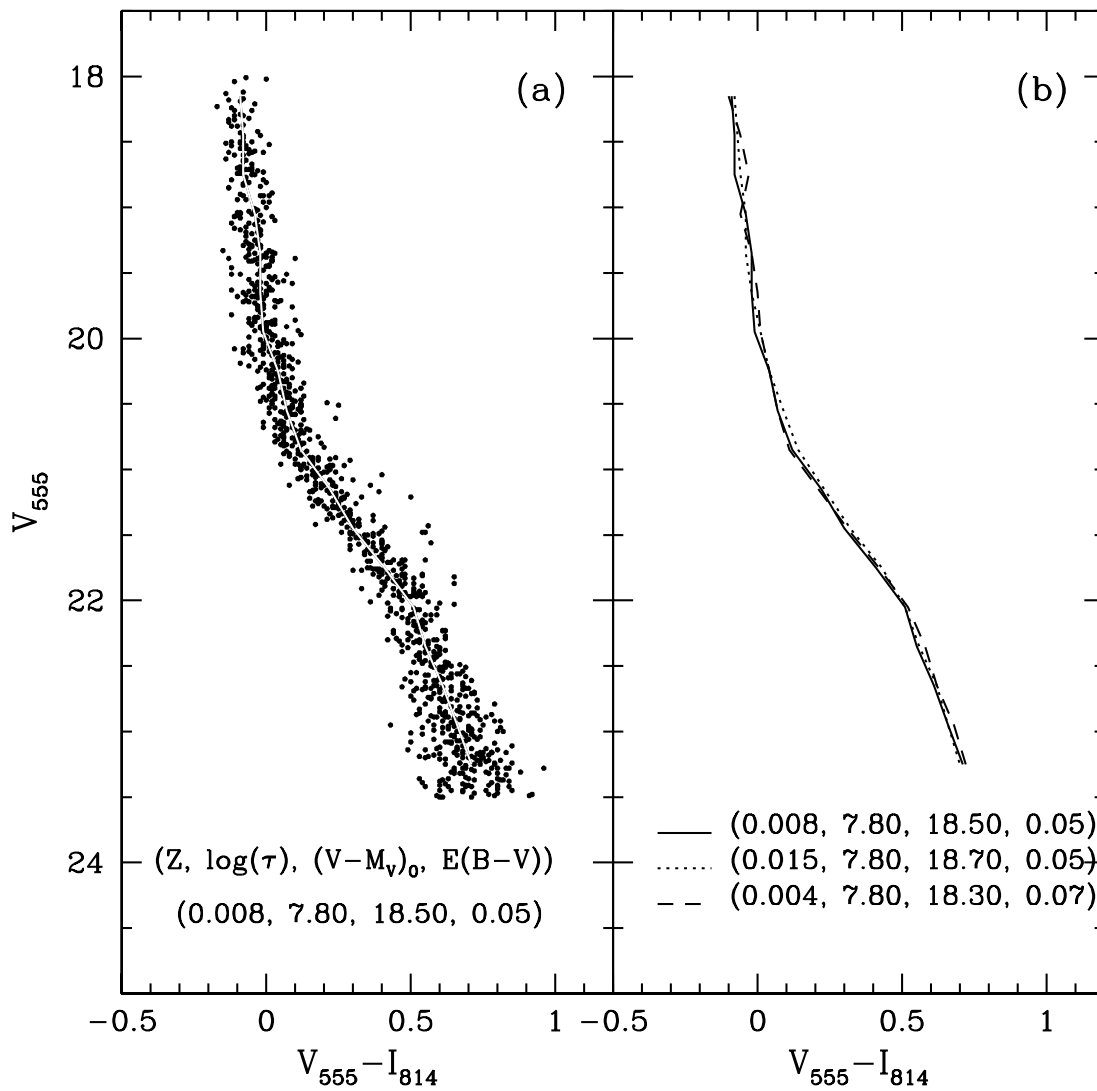 (a)
(b)
18
20
22
24
V₅₅₅
(Z, log(τ), (V−M_V)₀, E(B−V))
(0.008, 7.80, 18.50, 0.05)
(0.008, 7.80, 18.50, 0.05)
(0.015, 7.80, 18.70, 0.05)
(0.004, 7.80, 18.30, 0.07)
−0.5 0 0.5 1 −0.5 0 0.5 1
V₅₅₅−I₈₁₄
V₅₅₅−I₈₁₄